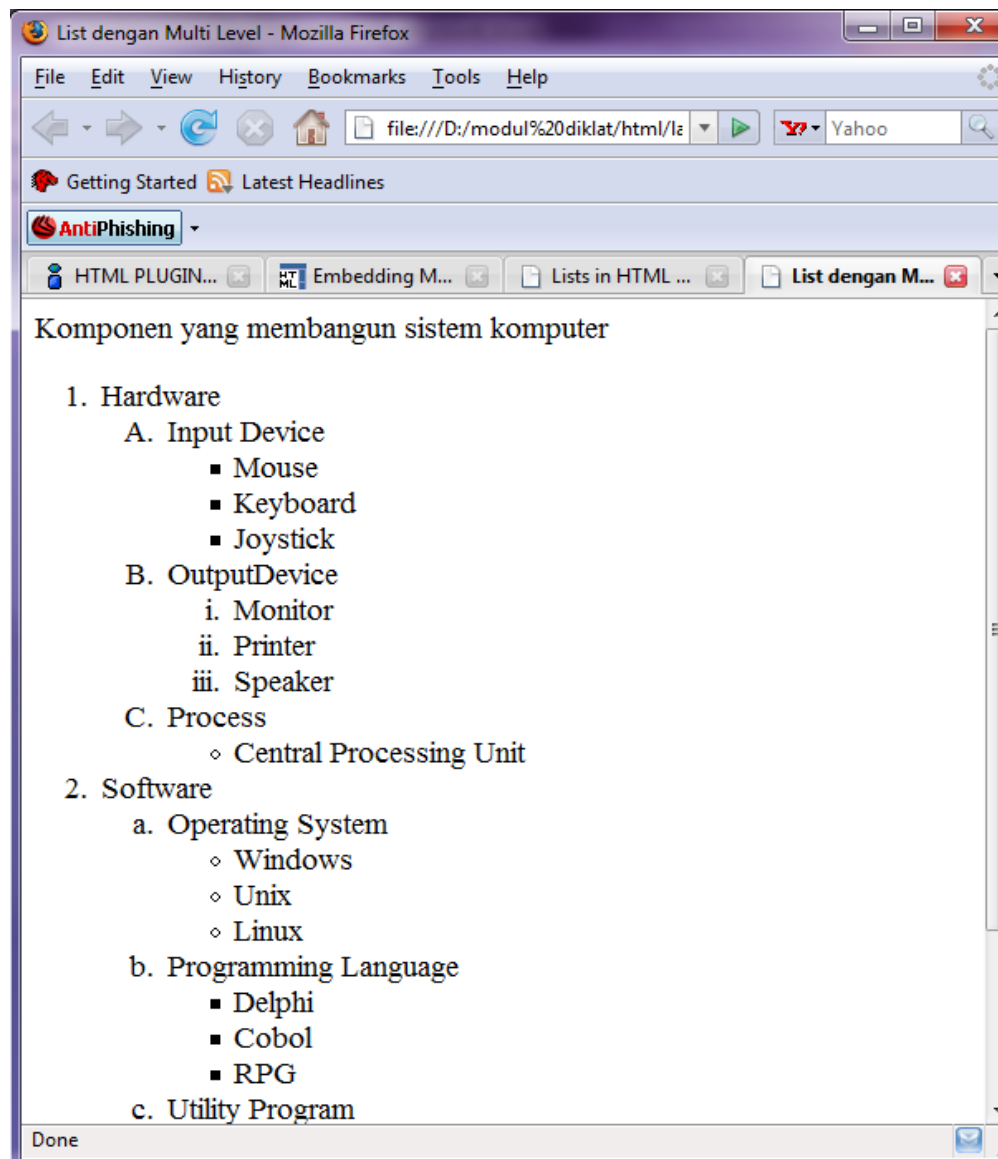 List dengan Multi Level - Mozilla Firefox
File Edit View History Bookmarks Tools Help
file:///D:/modul%20diklat/html/la Yahoo
Getting Started Latest Headlines
AntiPhishing
HTML PLUGIN... Embedding M... Lists in HTML ... List dengan M...
Komponen yang membangun sistem komputer
1. Hardware
A. Input Device
▪ Mouse
▪ Keyboard
▪ Joystick
B. OutputDevice
i. Monitor
ii. Printer
iii. Speaker
C. Process
◦ Central Processing Unit
2. Software
a. Operating System
◦ Windows
◦ Unix
◦ Linux
b. Programming Language
▪ Delphi
▪ Cobol
▪ RPG
c. Utility Program
Done